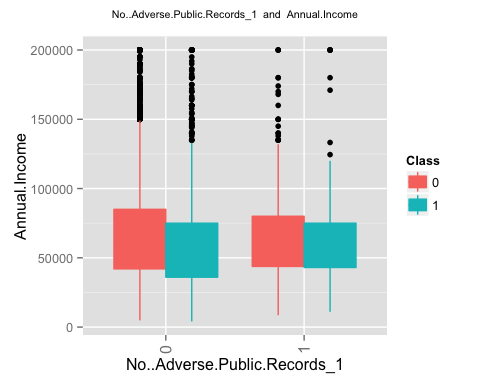 No..Adverse.Public.Records_1 and Annual.Income
200000
150000
100000
50000
0
Annual.Income
0
1
No..Adverse.Public.Records_1
Class
0
1